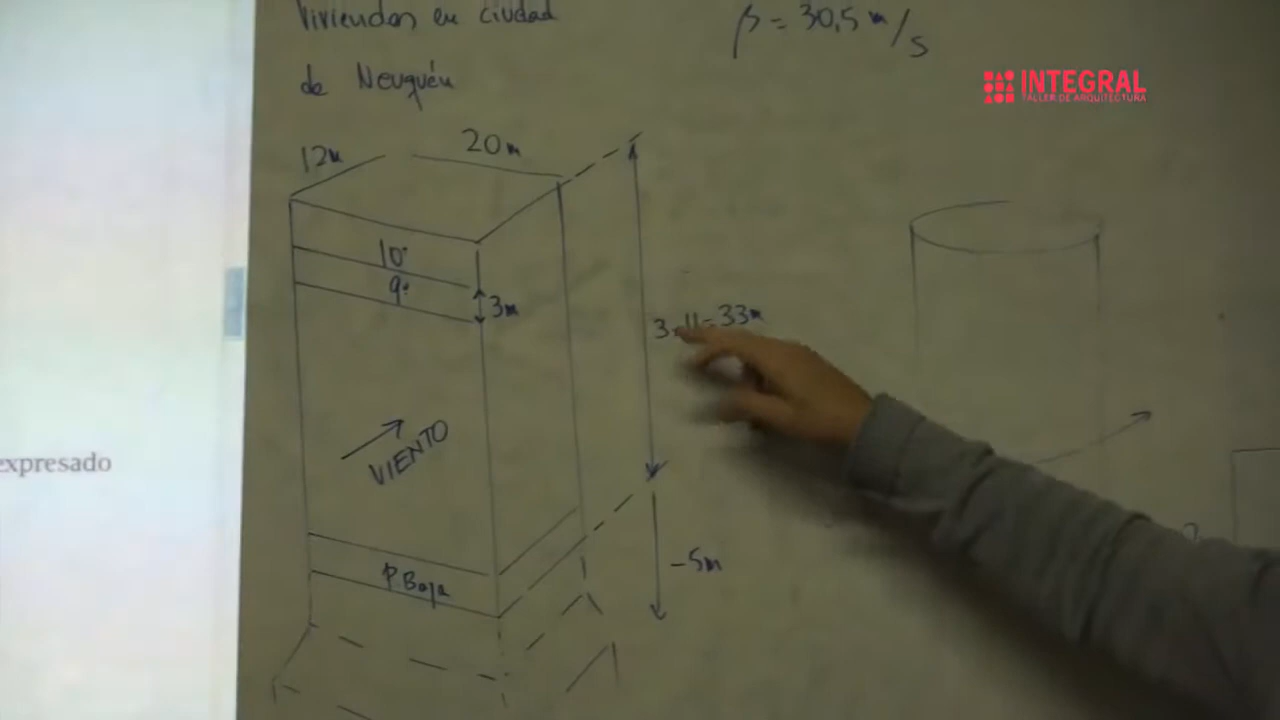 Viviendas en ciudad
de Neuquén
β = 30,5 m/s
INTEGRAL
TALLER DE ARQUITECTURA
12m
20m
10°
9°
3m
3.11=33m
VIENTO
expresado
P Baja
-5m